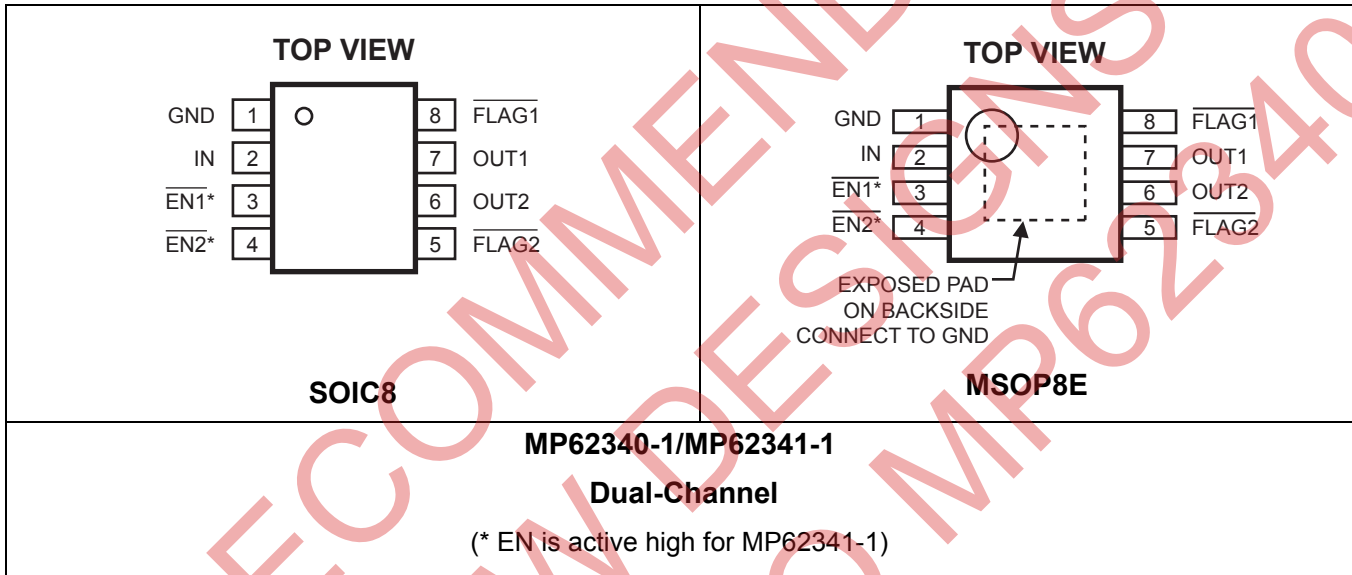 TOP VIEW
GND 1
IN 2
EN1* 3
EN2* 4
8 FLAG1
7 OUT1
6 OUT2
5 FLAG2
SOIC8
TOP VIEW
GND 1
IN 2
EN1* 3
EN2* 4
8 FLAG1
7 OUT1
6 OUT2
5 FLAG2
EXPOSED PAD
ON BACKSIDE
CONNECT TO GND
MSOP8E
MP62340-1/MP62341-1
Dual-Channel
(* EN is active high for MP62341-1)
DESIGNS
MP62340